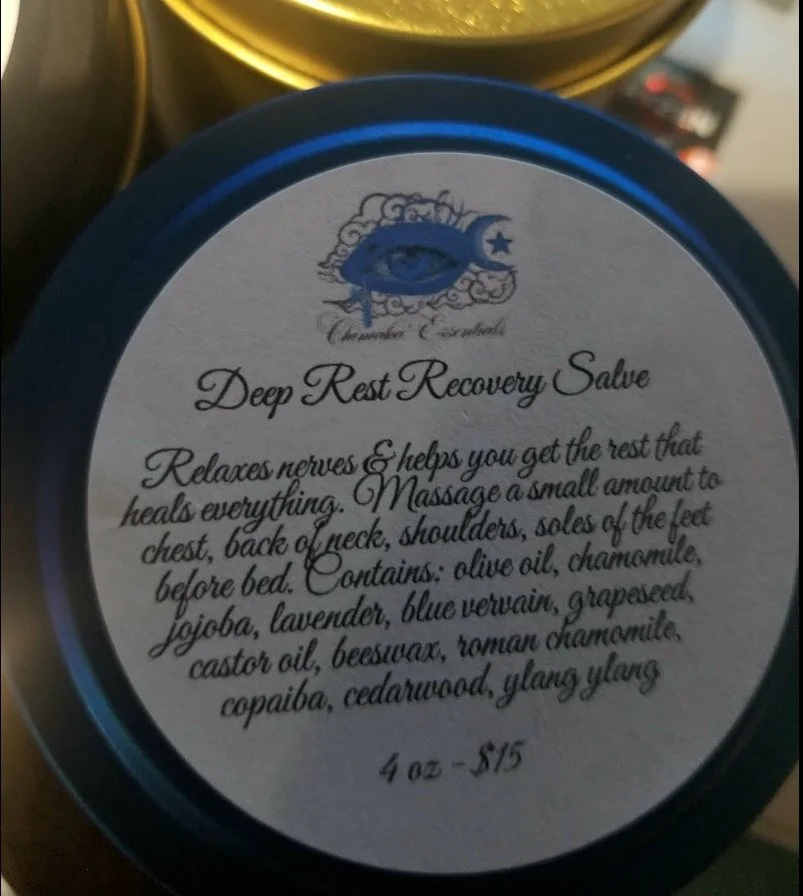 Essentials
Deep Rest Recovery Salve
Relaxes nerves & helps you get the rest that
heals everything. Massage a small amount to
chest, back of neck, shoulders, soles of the feet
before bed. Contains: olive oil, chamomile,
jojoba, lavender, blue vervain, grapeseed,
castor oil, beeswax, roman chamomile,
copaiba, cedarwood, ylang ylang
4 oz - $15